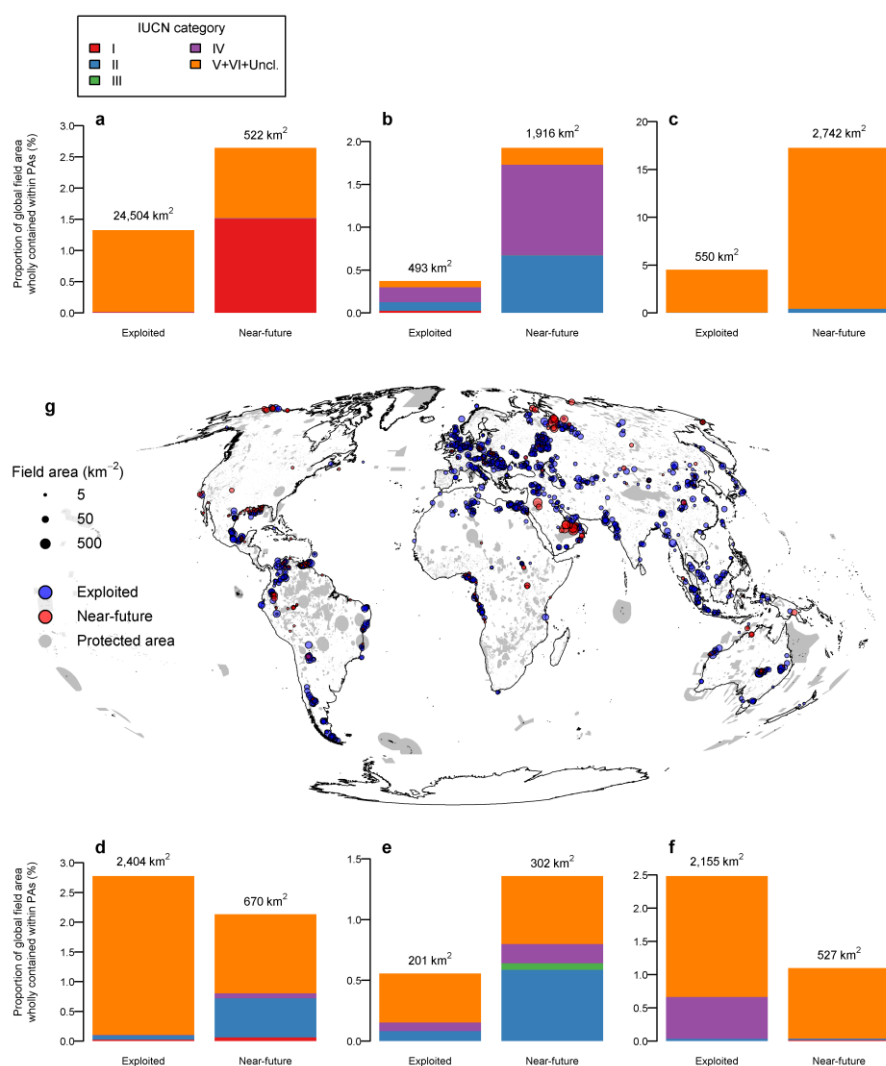 IUCN category
I
II
III
IV
V+VI+Uncl.
Proportion of global field area
wholly contained within PAs (%)
a
3.0
2.5
2.0
1.5
1.0
0.5
0.0
24,504 km²
522 km²
Exploited
Near-future
b
2.0
1.5
1.0
0.5
0.0
493 km²
1,916 km²
Exploited
Near-future
c
20
15
10
5
0
550 km²
2,742 km²
Exploited
Near-future
g
Field area (km⁻²)
5
50
500
Exploited
Near-future
Protected area
Proportion of global field area
wholly contained within PAs (%)
d
3.0
2.5
2.0
1.5
1.0
0.5
0.0
2,404 km²
670 km²
Exploited
Near-future
e
1.5
1.0
0.5
0.0
201 km²
302 km²
Exploited
Near-future
f
2.5
2.0
1.5
1.0
0.5
0.0
2,155 km²
527 km²
Exploited
Near-future